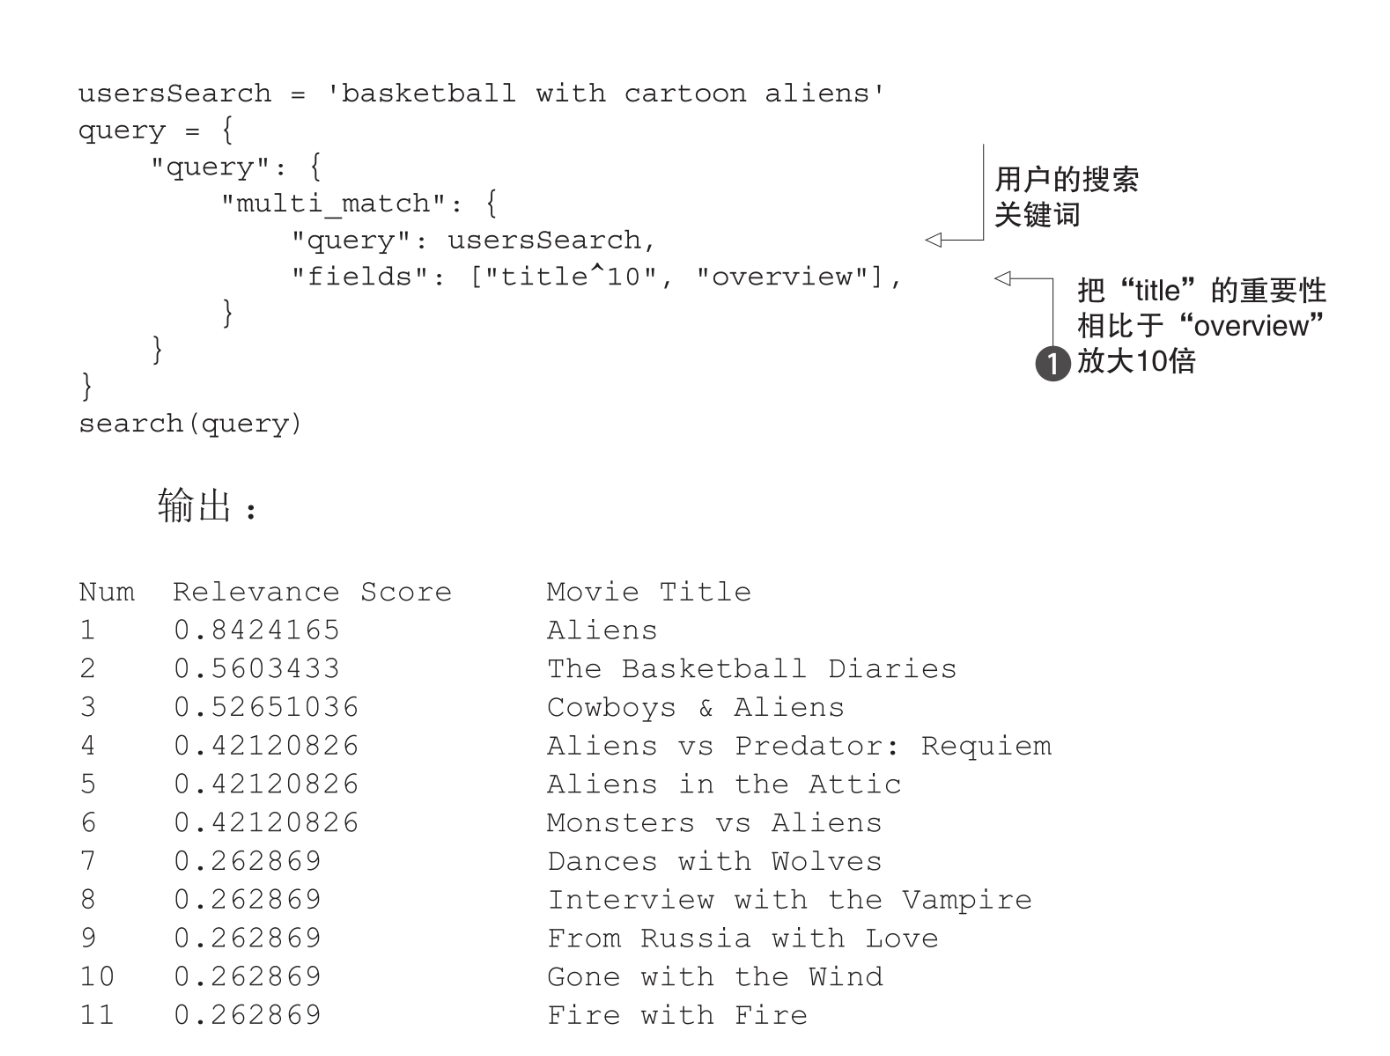 usersSearch = 'basketball with cartoon aliens'
query = {
    "query": {
        "multi_match": {
            "query": usersSearch,
            "fields": ["title^10", "overview"],
        }
    }
}
search(query)
用户的搜索
关键词
把“title”的重要性
相比于“overview”
❶放大10倍
输出：
Num  Relevance Score     Movie Title
1    0.8424165           Aliens
2    0.5603433           The Basketball Diaries
3    0.52651036          Cowboys & Aliens
4    0.42120826          Aliens vs Predator: Requiem
5    0.42120826          Aliens in the Attic
6    0.42120826          Monsters vs Aliens
7    0.262869            Dances with Wolves
8    0.262869            Interview with the Vampire
9    0.262869            From Russia with Love
10   0.262869            Gone with the Wind
11   0.262869            Fire with Fire